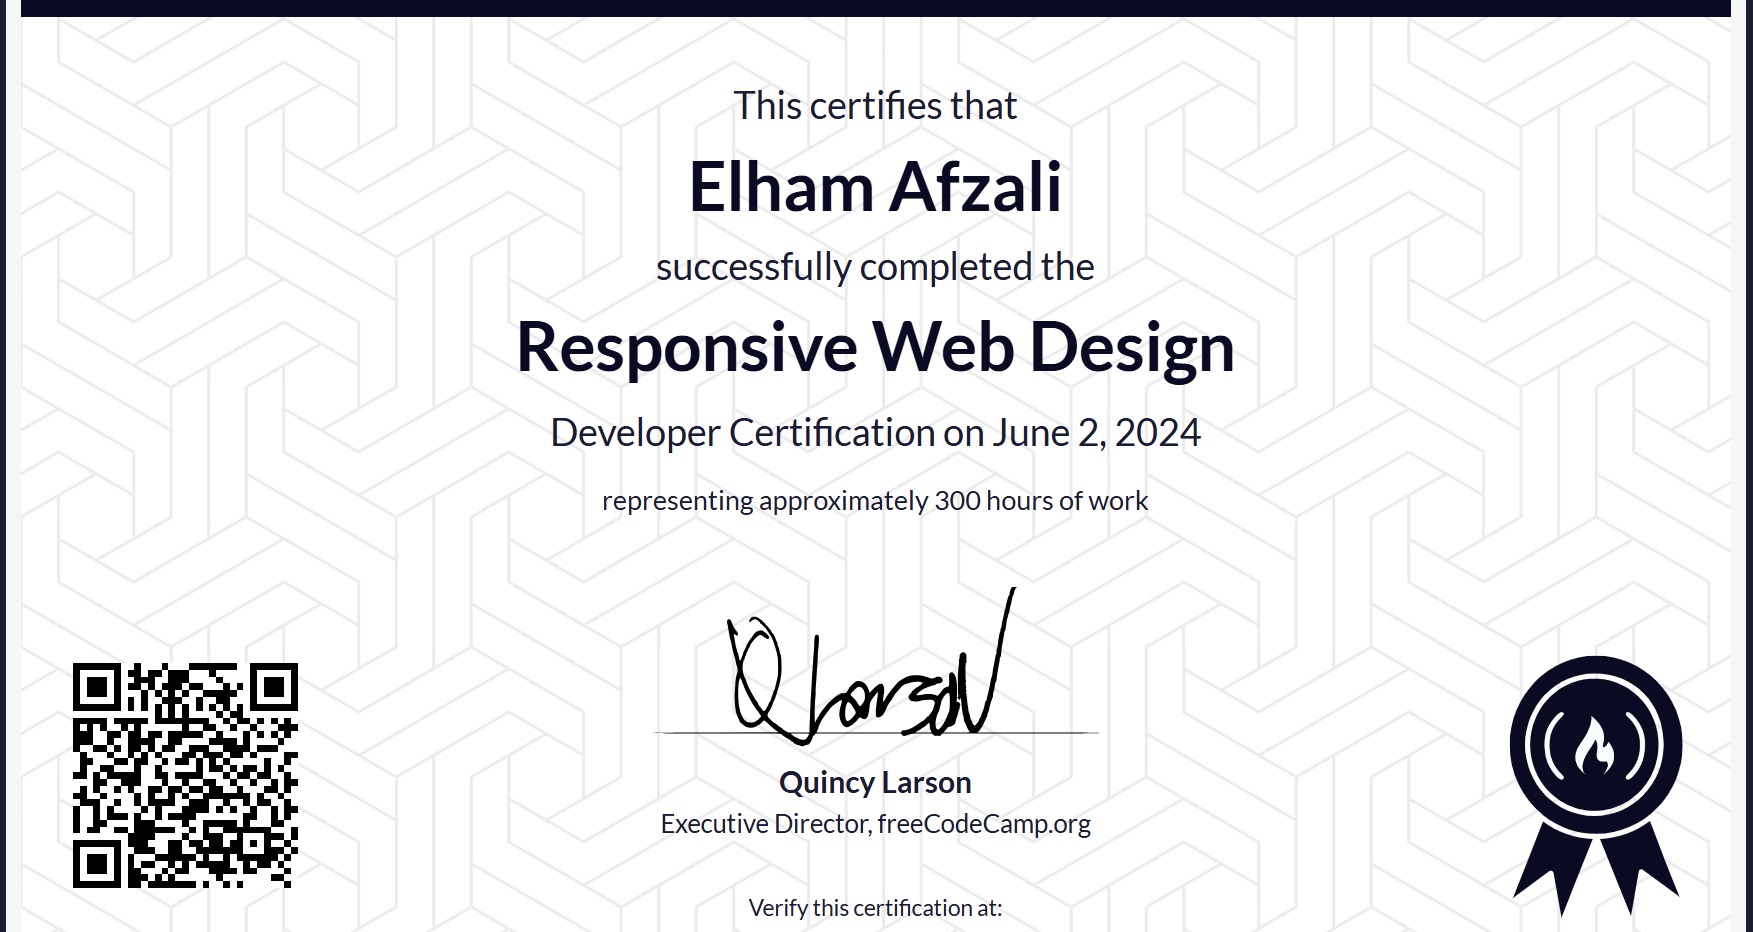 This certifies that
Elham Afzali
successfully completed the
Responsive Web Design
Developer Certification on June 2, 2024
representing approximately 300 hours of work
Quincy Larson
Executive Director, freeCodeCamp.org
Verify this certification at: